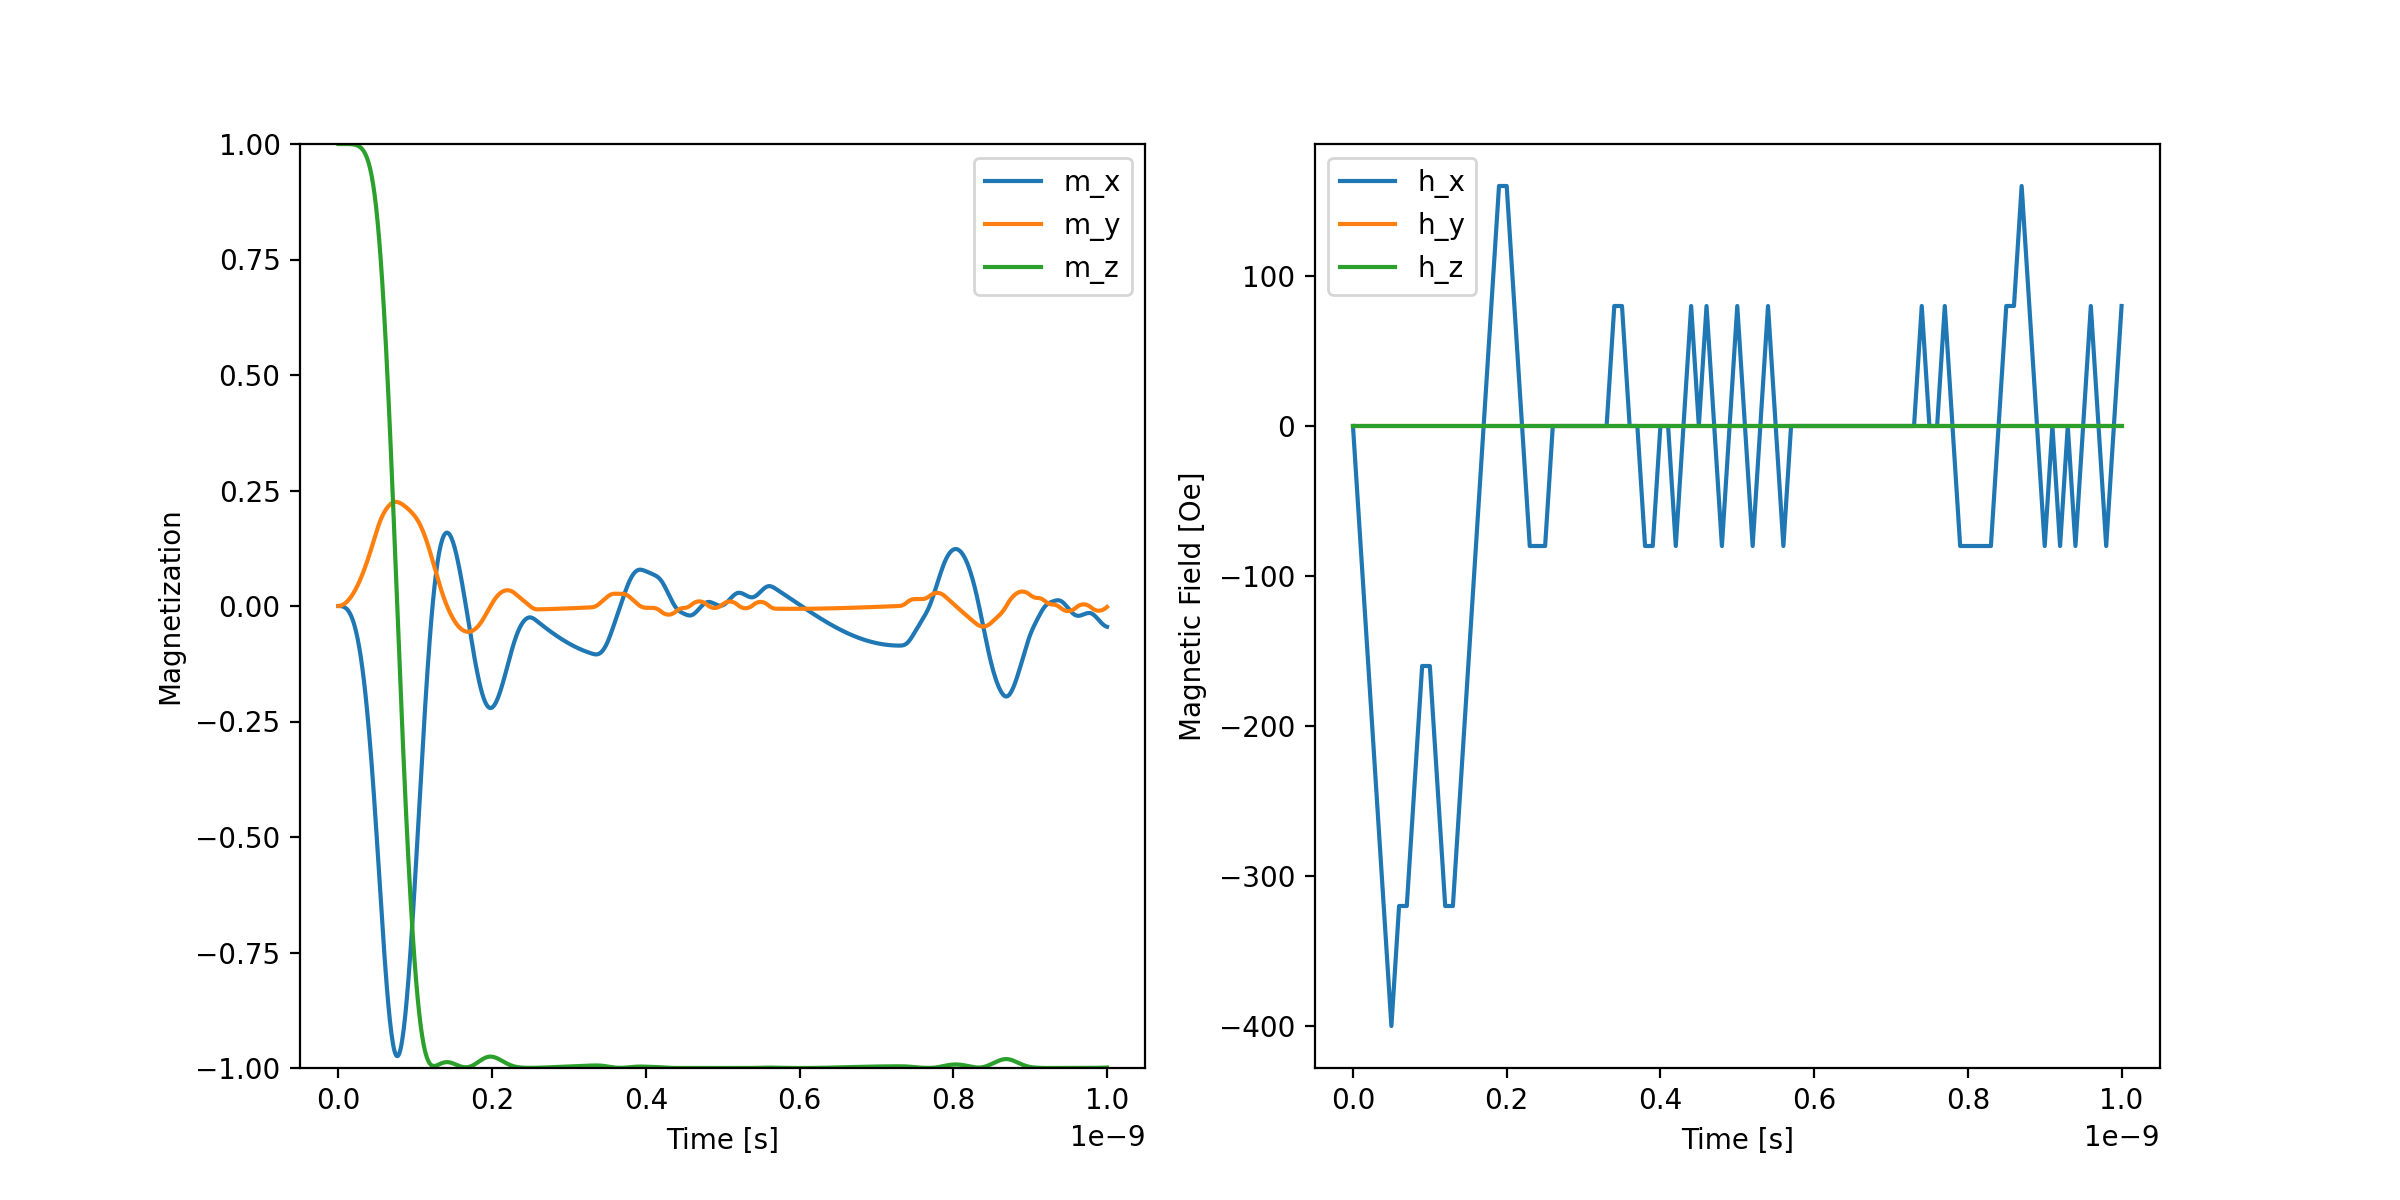 1.00
0.75
0.50
0.25
0.00
−0.25
−0.50
−0.75
−1.00
Magnetization
m_x
m_y
m_z
0.0 0.2 0.4 0.6 0.8 1.0
1e−9
Time [s]
100
0
−100
−200
−300
−400
Magnetic Field [Oe]
h_x
h_y
h_z
0.0 0.2 0.4 0.6 0.8 1.0
1e−9
Time [s]